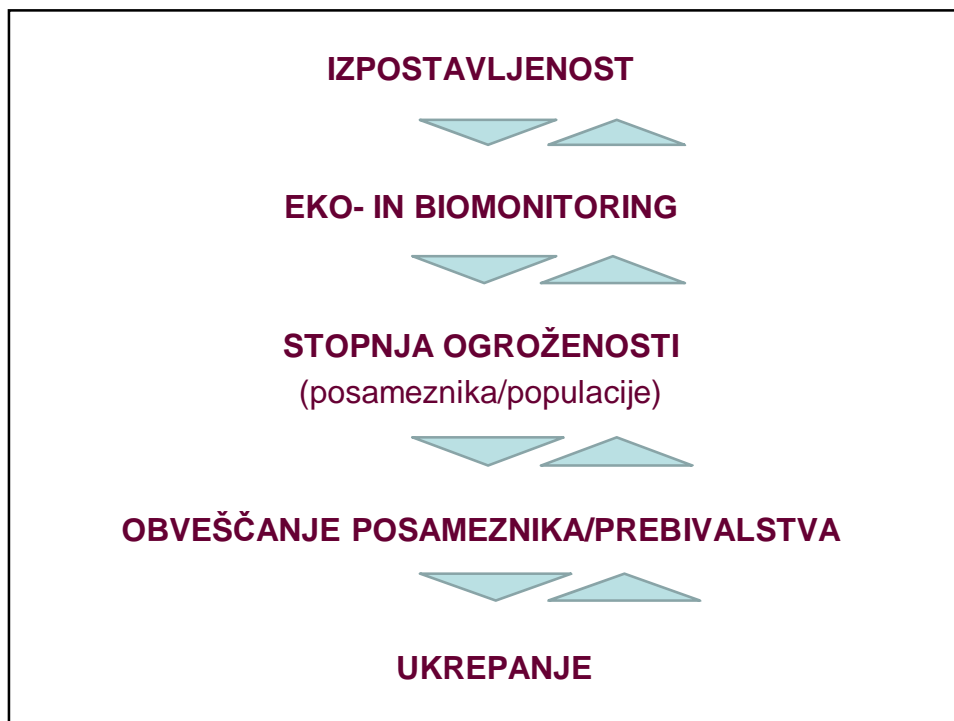 IZPOSTAVLJENOST
EKO- IN BIOMONITORING
STOPNJA OGROŽENOSTI
(posameznika/populacije)
OBVEŠČANJE POSAMEZNIKA/PREBIVALSTVA
UKREPANJE